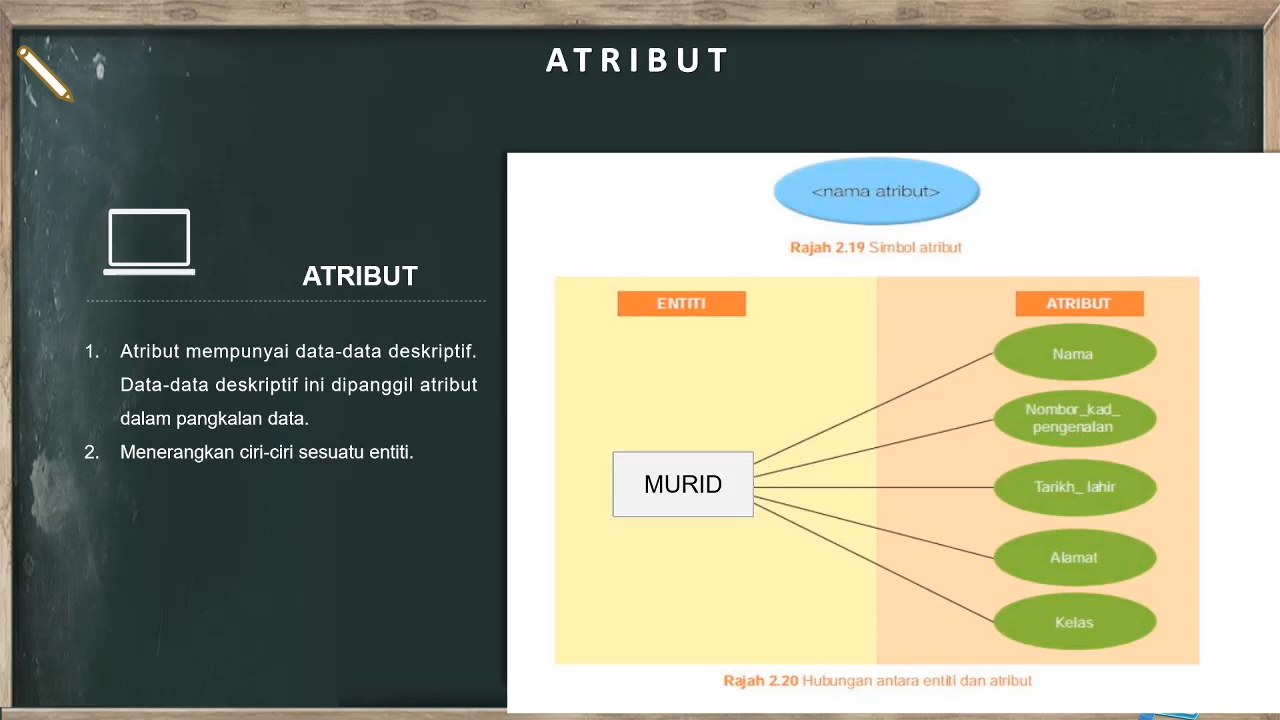 ATRIBUT
ATRIBUT
1. Atribut mempunyai data-data deskriptif.
Data-data deskriptif ini dipanggil atribut
dalam pangkalan data.
2. Menerangkan ciri-ciri sesuatu entiti.
<nama atribut>
Rajah 2.19 Simbol atribut
ENTITI
ATRIBUT
MURID
Nama
Nombor_kad_
pengenalan
Tarikh_ lahir
Alamat
Kelas
Rajah 2.20 Hubungan antara entiti dan atribut